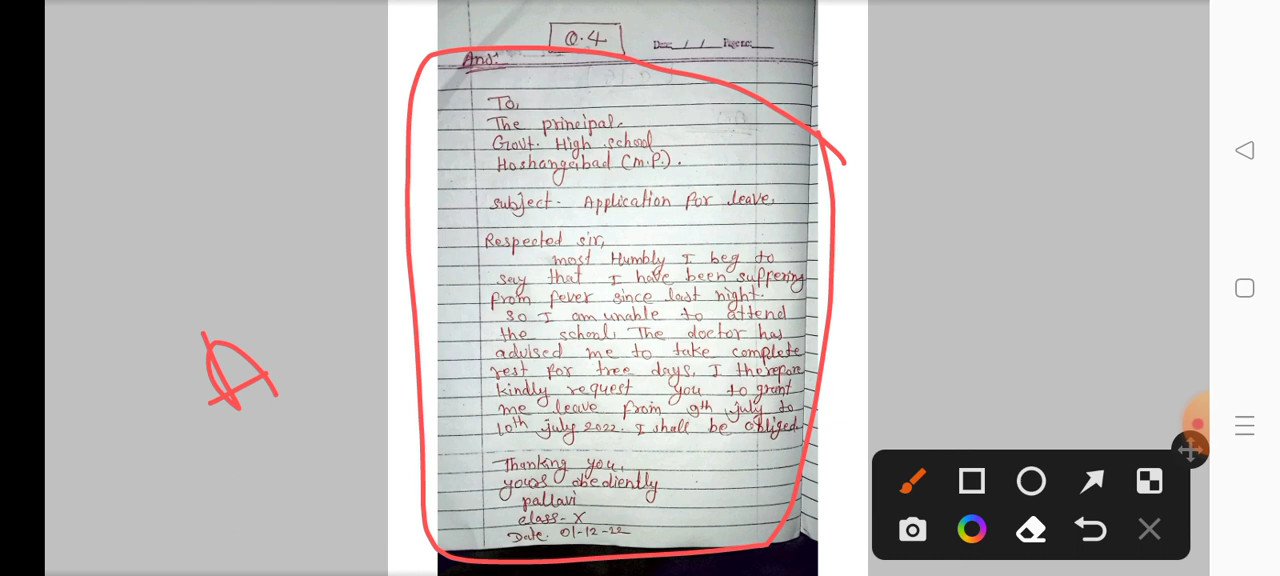 Q.4
Date: / / Page no:
Ans:
To,
The principal.
Govt. High school
Hoshangabad (M.P.).
subject. Application for leave.
Respected sir,
most Humbly I beg to
say that I have been suffering
from fever since last night.
so I am unable to attend
the school. The doctor has
advised me to take complete
rest for tree days. I therefore
kindly request you to grant
me leave from 9th july to
10th july 2022. I shall be obliged.
Thanking you,
yours obediently
pallavi
class-X
Date. 01-12-22
A